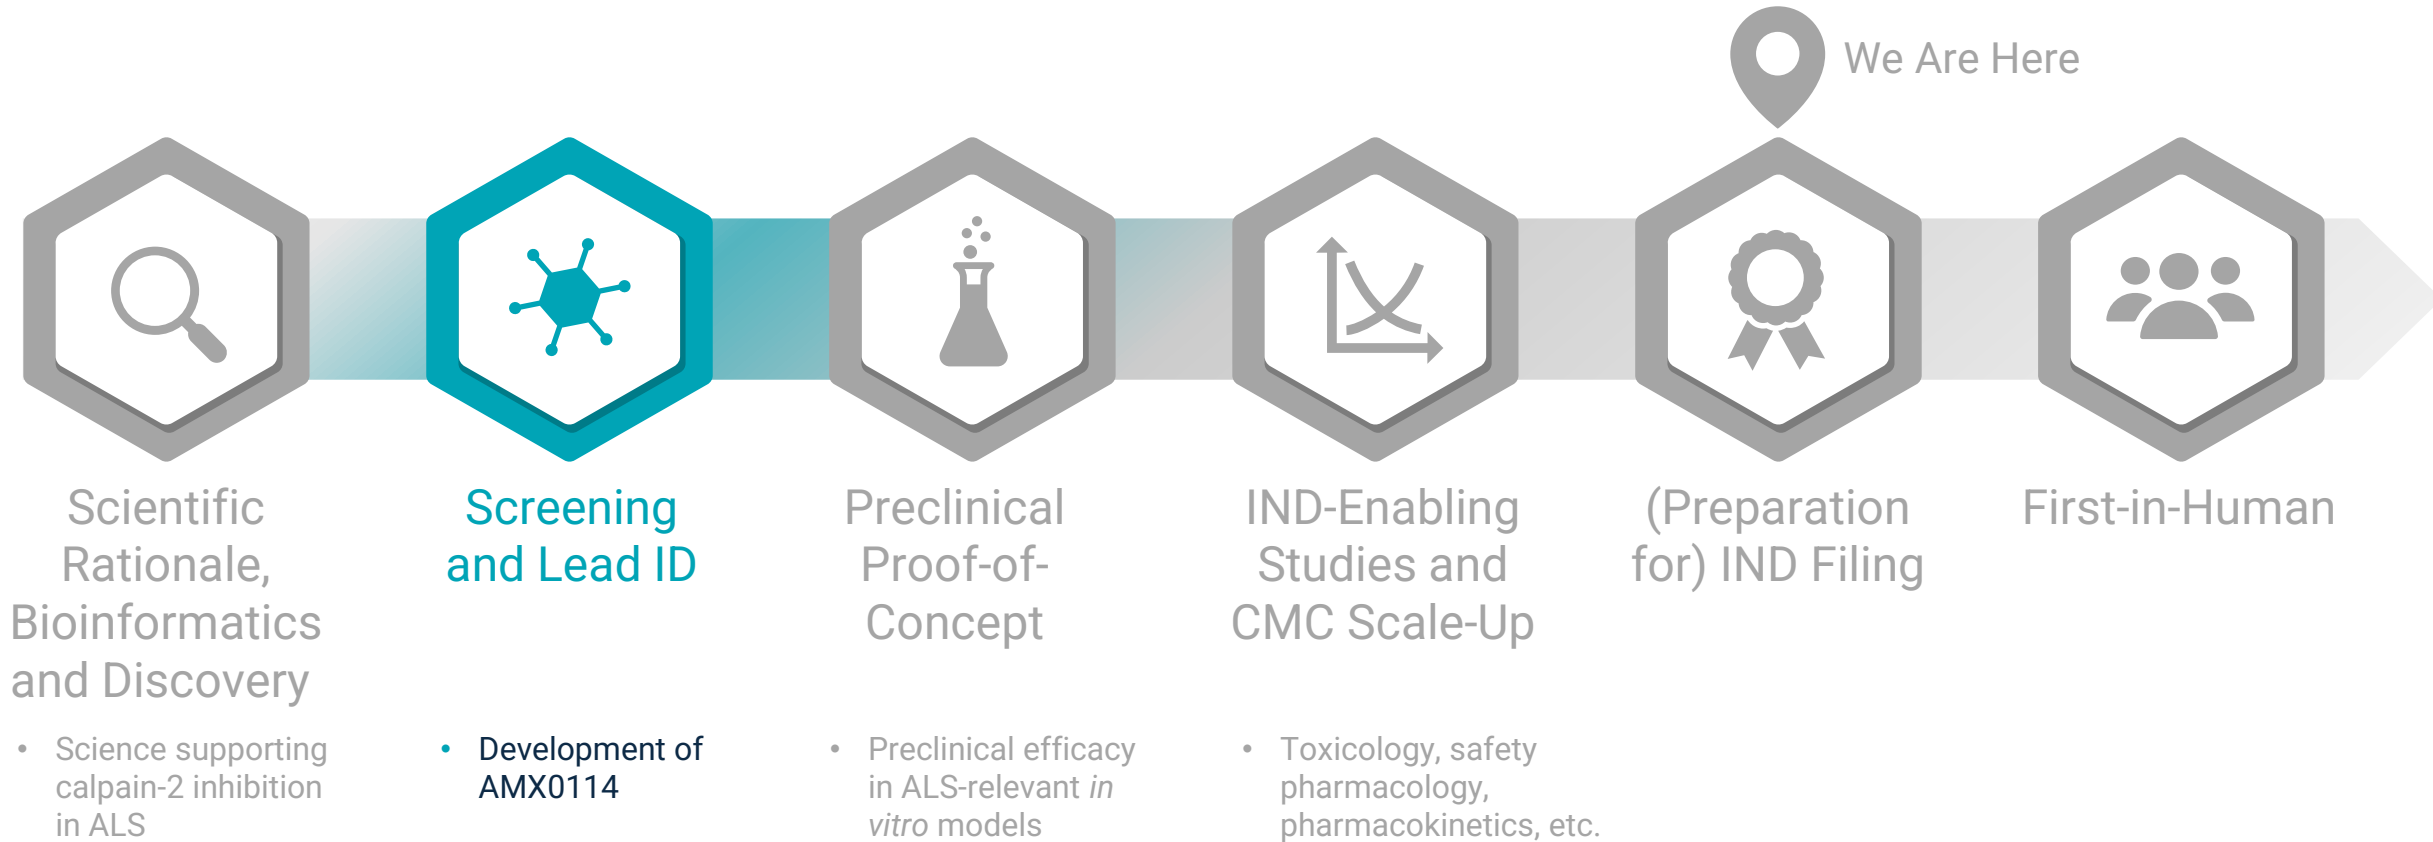 We Are Here
Scientific
Rationale,
Bioinformatics
and Discovery
Screening
and Lead ID
Preclinical
Proof-of-
Concept
IND-Enabling
Studies and
CMC Scale-Up
(Preparation
for) IND Filing
First-in-Human
• Science supporting
calpain-2 inhibition
in ALS
• Development of
AMX0114
• Preclinical efficacy
in ALS-relevant in
vitro models
• Toxicology, safety
pharmacology,
pharmacokinetics, etc.